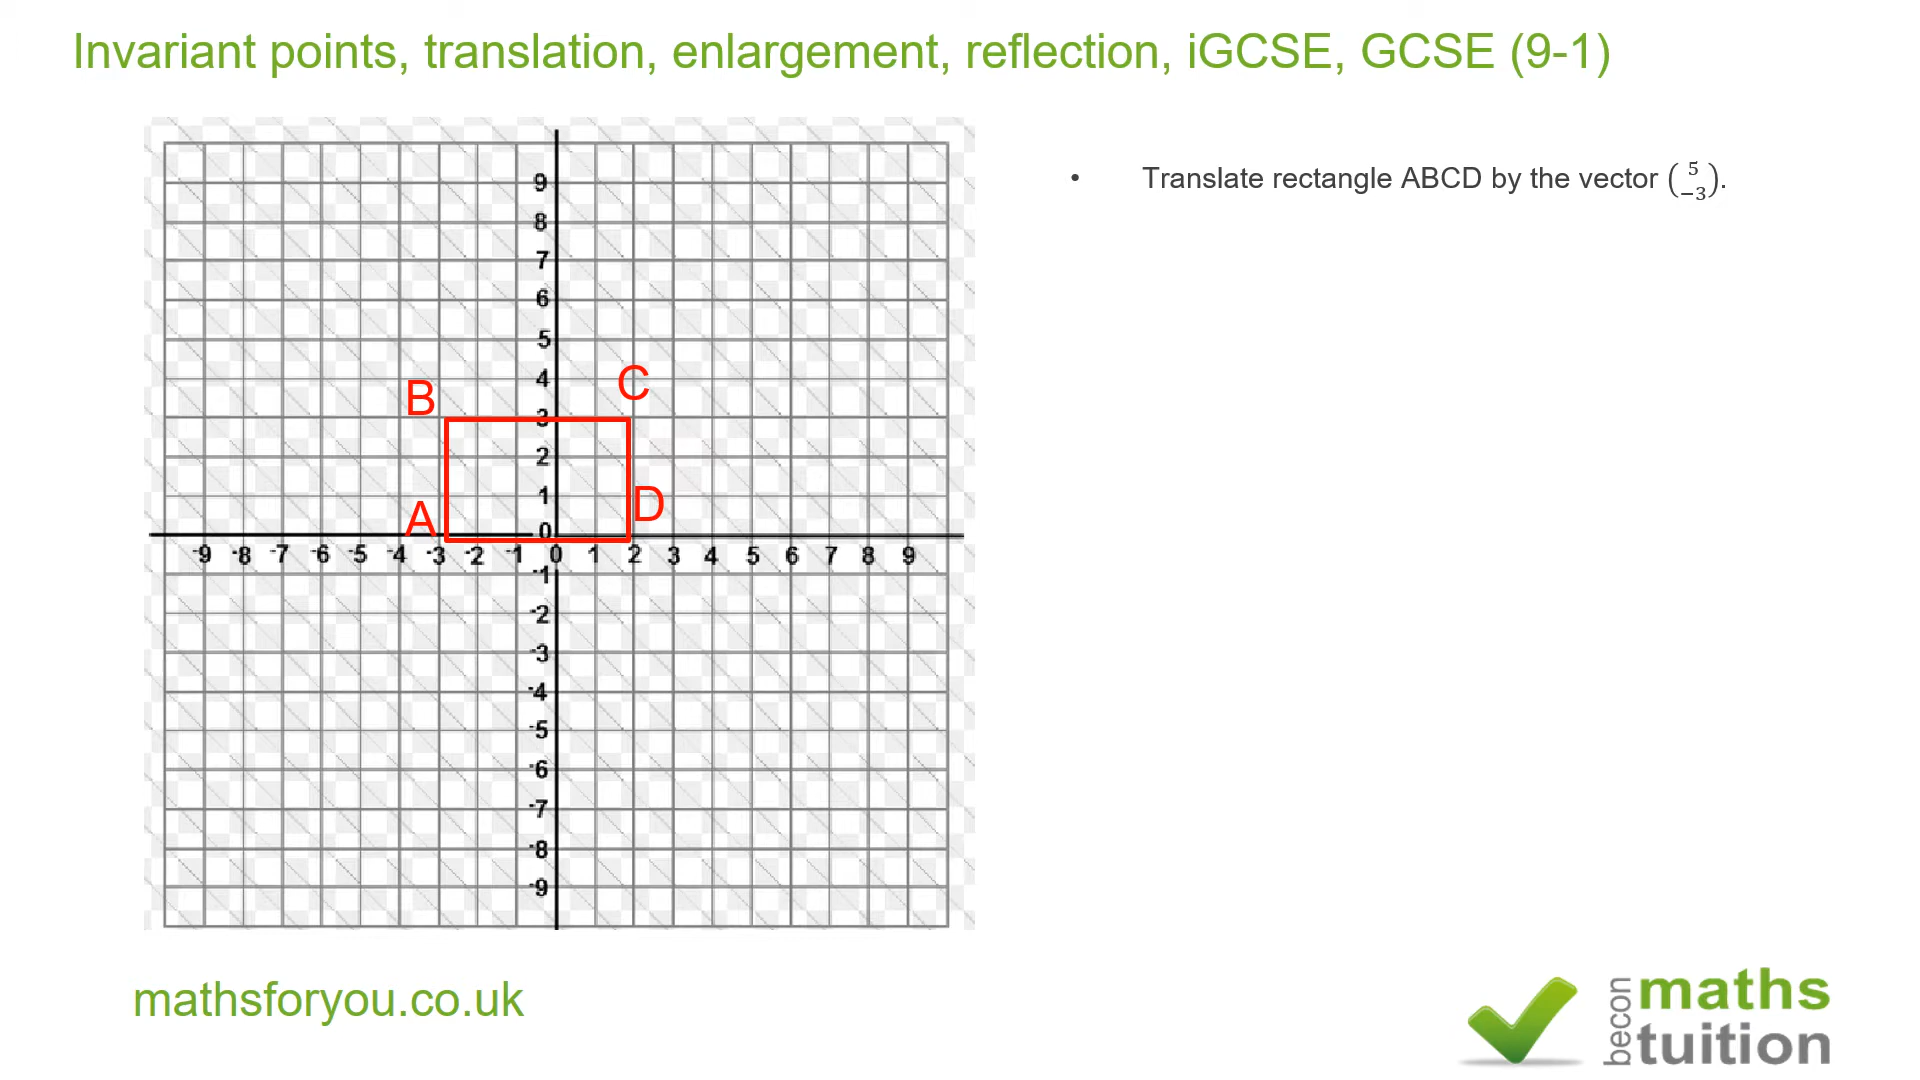 Invariant points, translation, enlargement, reflection, iGCSE, GCSE (9-1)
• Translate rectangle ABCD by the vector (5 −3).
9
8
7
6
5
4
B C
3
2
1
A D
0
-9 -8 -7 -6 -5 -4 -3 -2 -1 0 1 2 3 4 5 6 7 8 9
-1
-2
-3
-4
-5
-6
-7
-8
-9
mathsforyou.co.uk
becon
maths
tuition